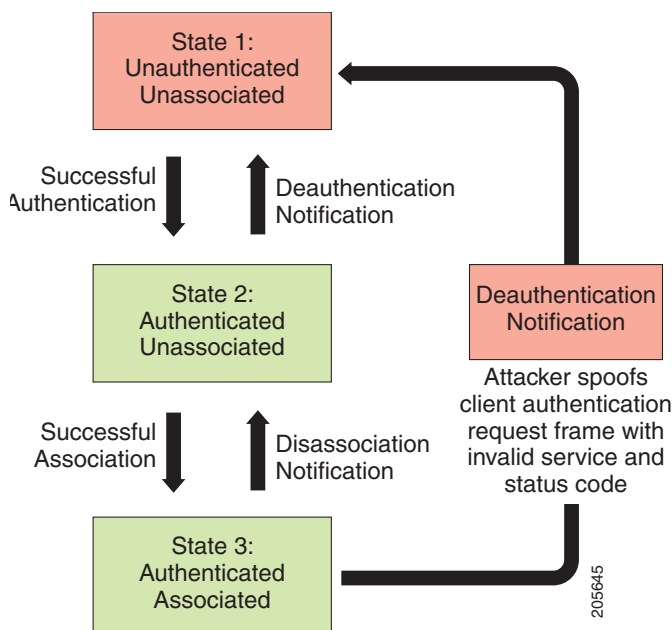 State 1:
Unauthenticated
Unassociated
Successful
Authentication
Deauthentication
Notification
State 2:
Authenticated
Unassociated
Deauthentication
Notification
Attacker spoofs
client authentication
request frame with
invalid service and
status code
Successful
Association
Disassociation
Notification
State 3:
Authenticated
Associated
205645